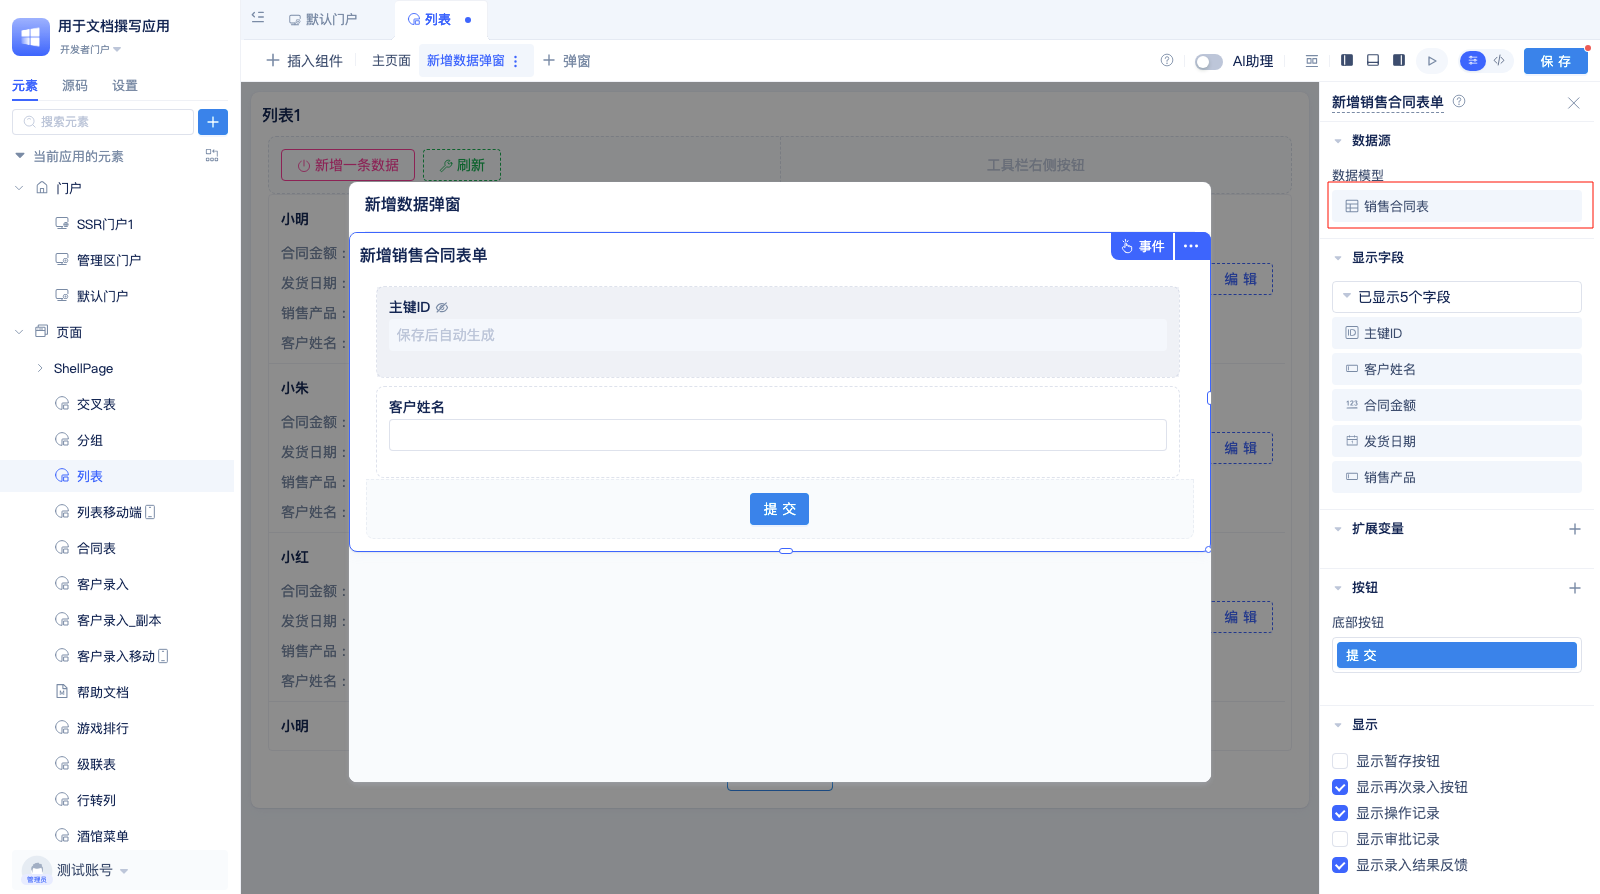 用于文档撰写应用
开发者门户
元素 源码 设置
搜索元素
当前应用的元素
门户
SSR门户1
管理区门户
默认门户
页面
ShellPage
交叉表
分组
列表
列表移动端
合同表
客户录入
客户录入_副本
客户录入移动
帮助文档
游戏排行
级联表
行转列
酒馆菜单
管理员
测试账号
默认门户 列表
插入组件 主页面 新增数据弹窗 弹窗 AI助理 保 存
列表1
新增一条数据 刷新 工具栏右侧按钮
小明
合同金额：
发货日期：
销售产品：
客户姓名：
编 辑
小朱
合同金额：
发货日期：
销售产品：
客户姓名：
编 辑
小红
合同金额：
发货日期：
销售产品：
客户姓名：
编 辑
小明
新增数据弹窗
新增销售合同表单
事件
主键ID
保存后自动生成
客户姓名
提 交
新增销售合同表单
数据源
数据模型
销售合同表
显示字段
已显示5个字段
主键ID
客户姓名
123 合同金额
发货日期
销售产品
扩展变量
按钮
底部按钮
提 交
显示
显示暂存按钮
显示再次录入按钮
显示操作记录
显示审批记录
显示录入结果反馈